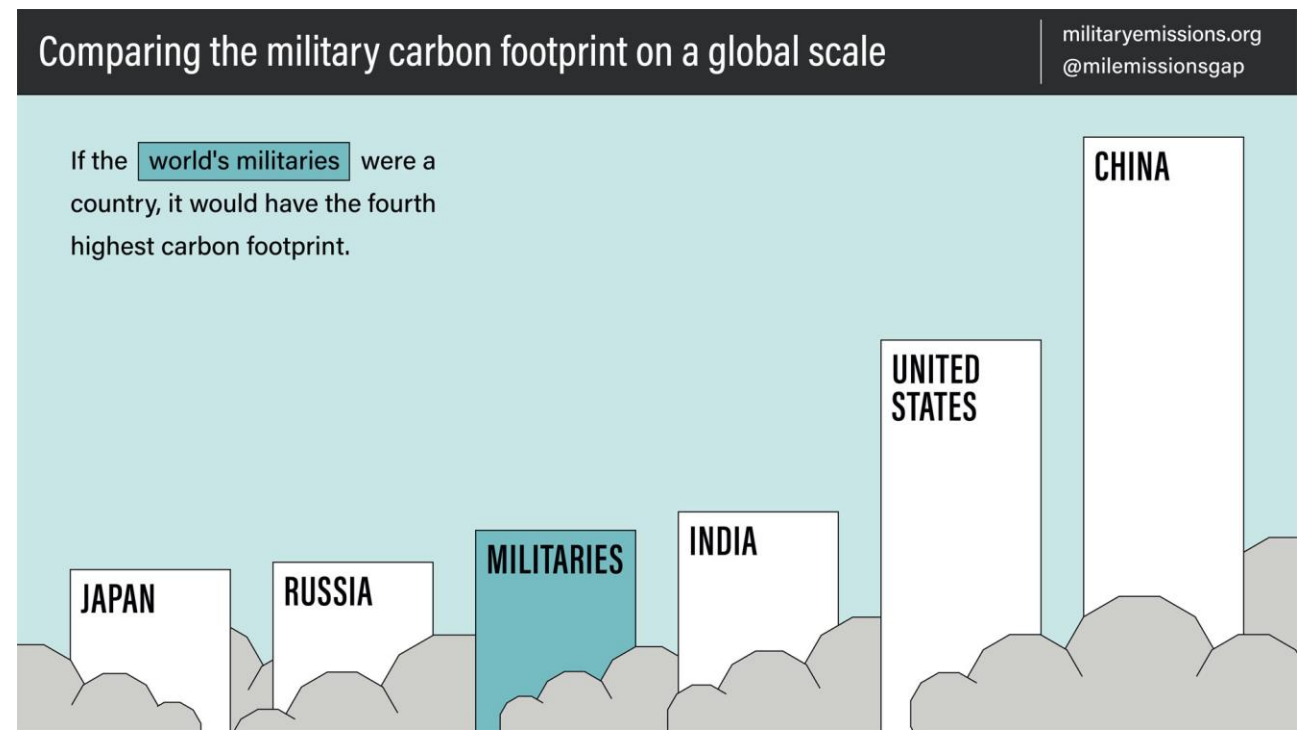 Comparing the military carbon footprint on a global scale
militaryemissions.org
@milemissionsgap
If the world's militaries were a
country, it would have the fourth
highest carbon footprint.
JAPAN
RUSSIA
MILITARIES
INDIA
UNITED
STATES
CHINA